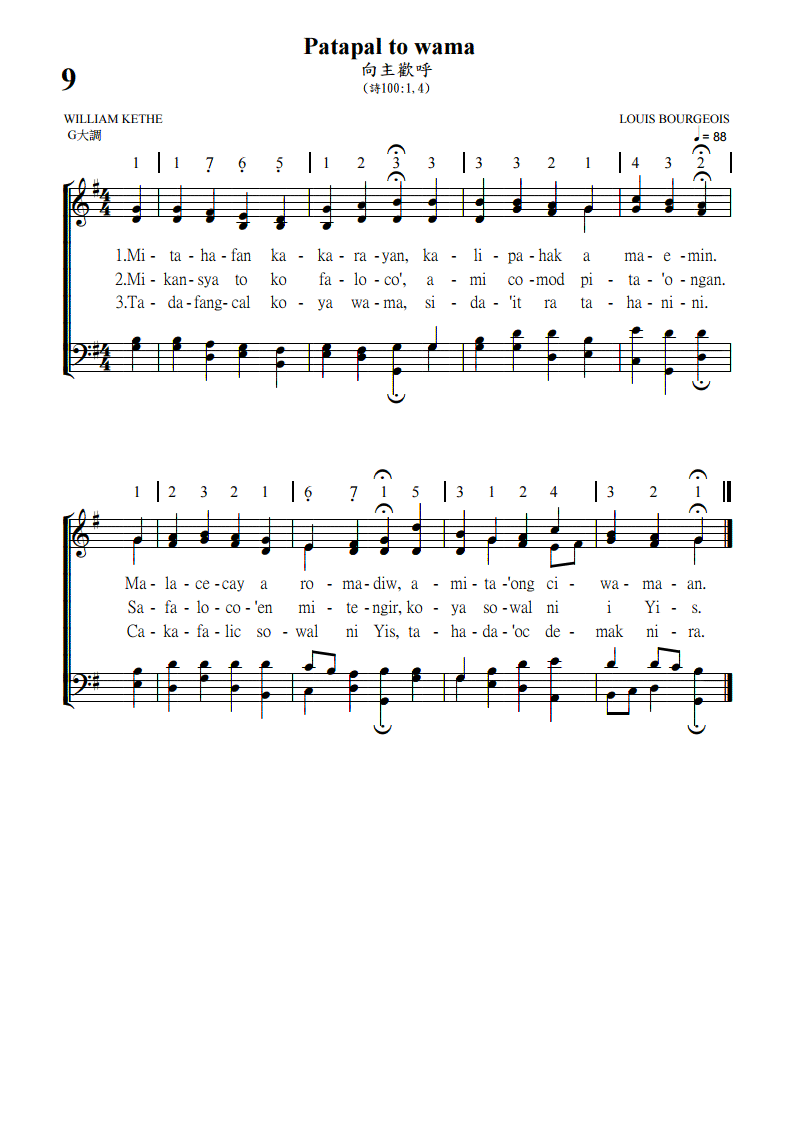 Patapal to wama
9
向主歡呼
(詩100:1,4)
WILLIAM KETHE LOUIS BOURGEOIS
G大調 ♩= 88
1 | 1 7̣ 6̣ 5̣ | 1 2 3 3 | 3 3 2 1 | 4 3 2 |
1.Mi - ta - ha - fan ka - ka - ra - yan, ka - li - pa - hak a ma - e - min.
2.Mi - kan - sya to ko fa - lo - co', a - mi co - mod pi - ta - 'o - ngan.
3.Ta - da - fang - cal ko - ya wa - ma, si - da - 'it ra ta - ha - ni - ni.
1 | 2 3 2 1 | 6̣ 7̣ 1 5 | 3 1 2 4 | 3 2 1 ‖
Ma - la - ce - cay a ro - ma - diw, a - mi - ta - 'ong ci - wa - ma - an.
Sa - fa - lo - co - 'en mi - te - ngir, ko - ya so - wal ni i Yi - s.
Ca - ka - fa - lic so - wal ni Yis, ta - ha - da - 'oc de - mak ni - ra.